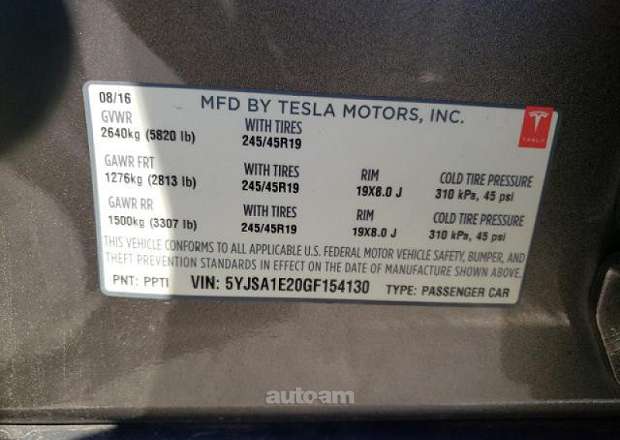 08/16 MFD BY TESLA MOTORS, INC.
GVWR WITH TIRES
2640kg (5820 lb) 245/45R19
TESLA
GAWR FRT WITH TIRES RIM COLD TIRE PRESSURE
1276kg (2813 lb) 245/45R19 19X8.0 J 310 kPa, 45 psi
GAWR RR WITH TIRES RIM COLD TIRE PRESSURE
1500kg (3307 lb) 245/45R19 19X8.0 J 310 kPa, 45 psi
THIS VEHICLE CONFORMS TO ALL APPLICABLE U.S. FEDERAL MOTOR VEHICLE SAFETY, BUMPER, AND
THEFT PREVENTION STANDARDS IN EFFECT ON THE DATE OF MANUFACTURE SHOWN ABOVE.
PNT: PPTI VIN: 5YJSA1E20GF154130 TYPE: PASSENGER CAR
auto.am